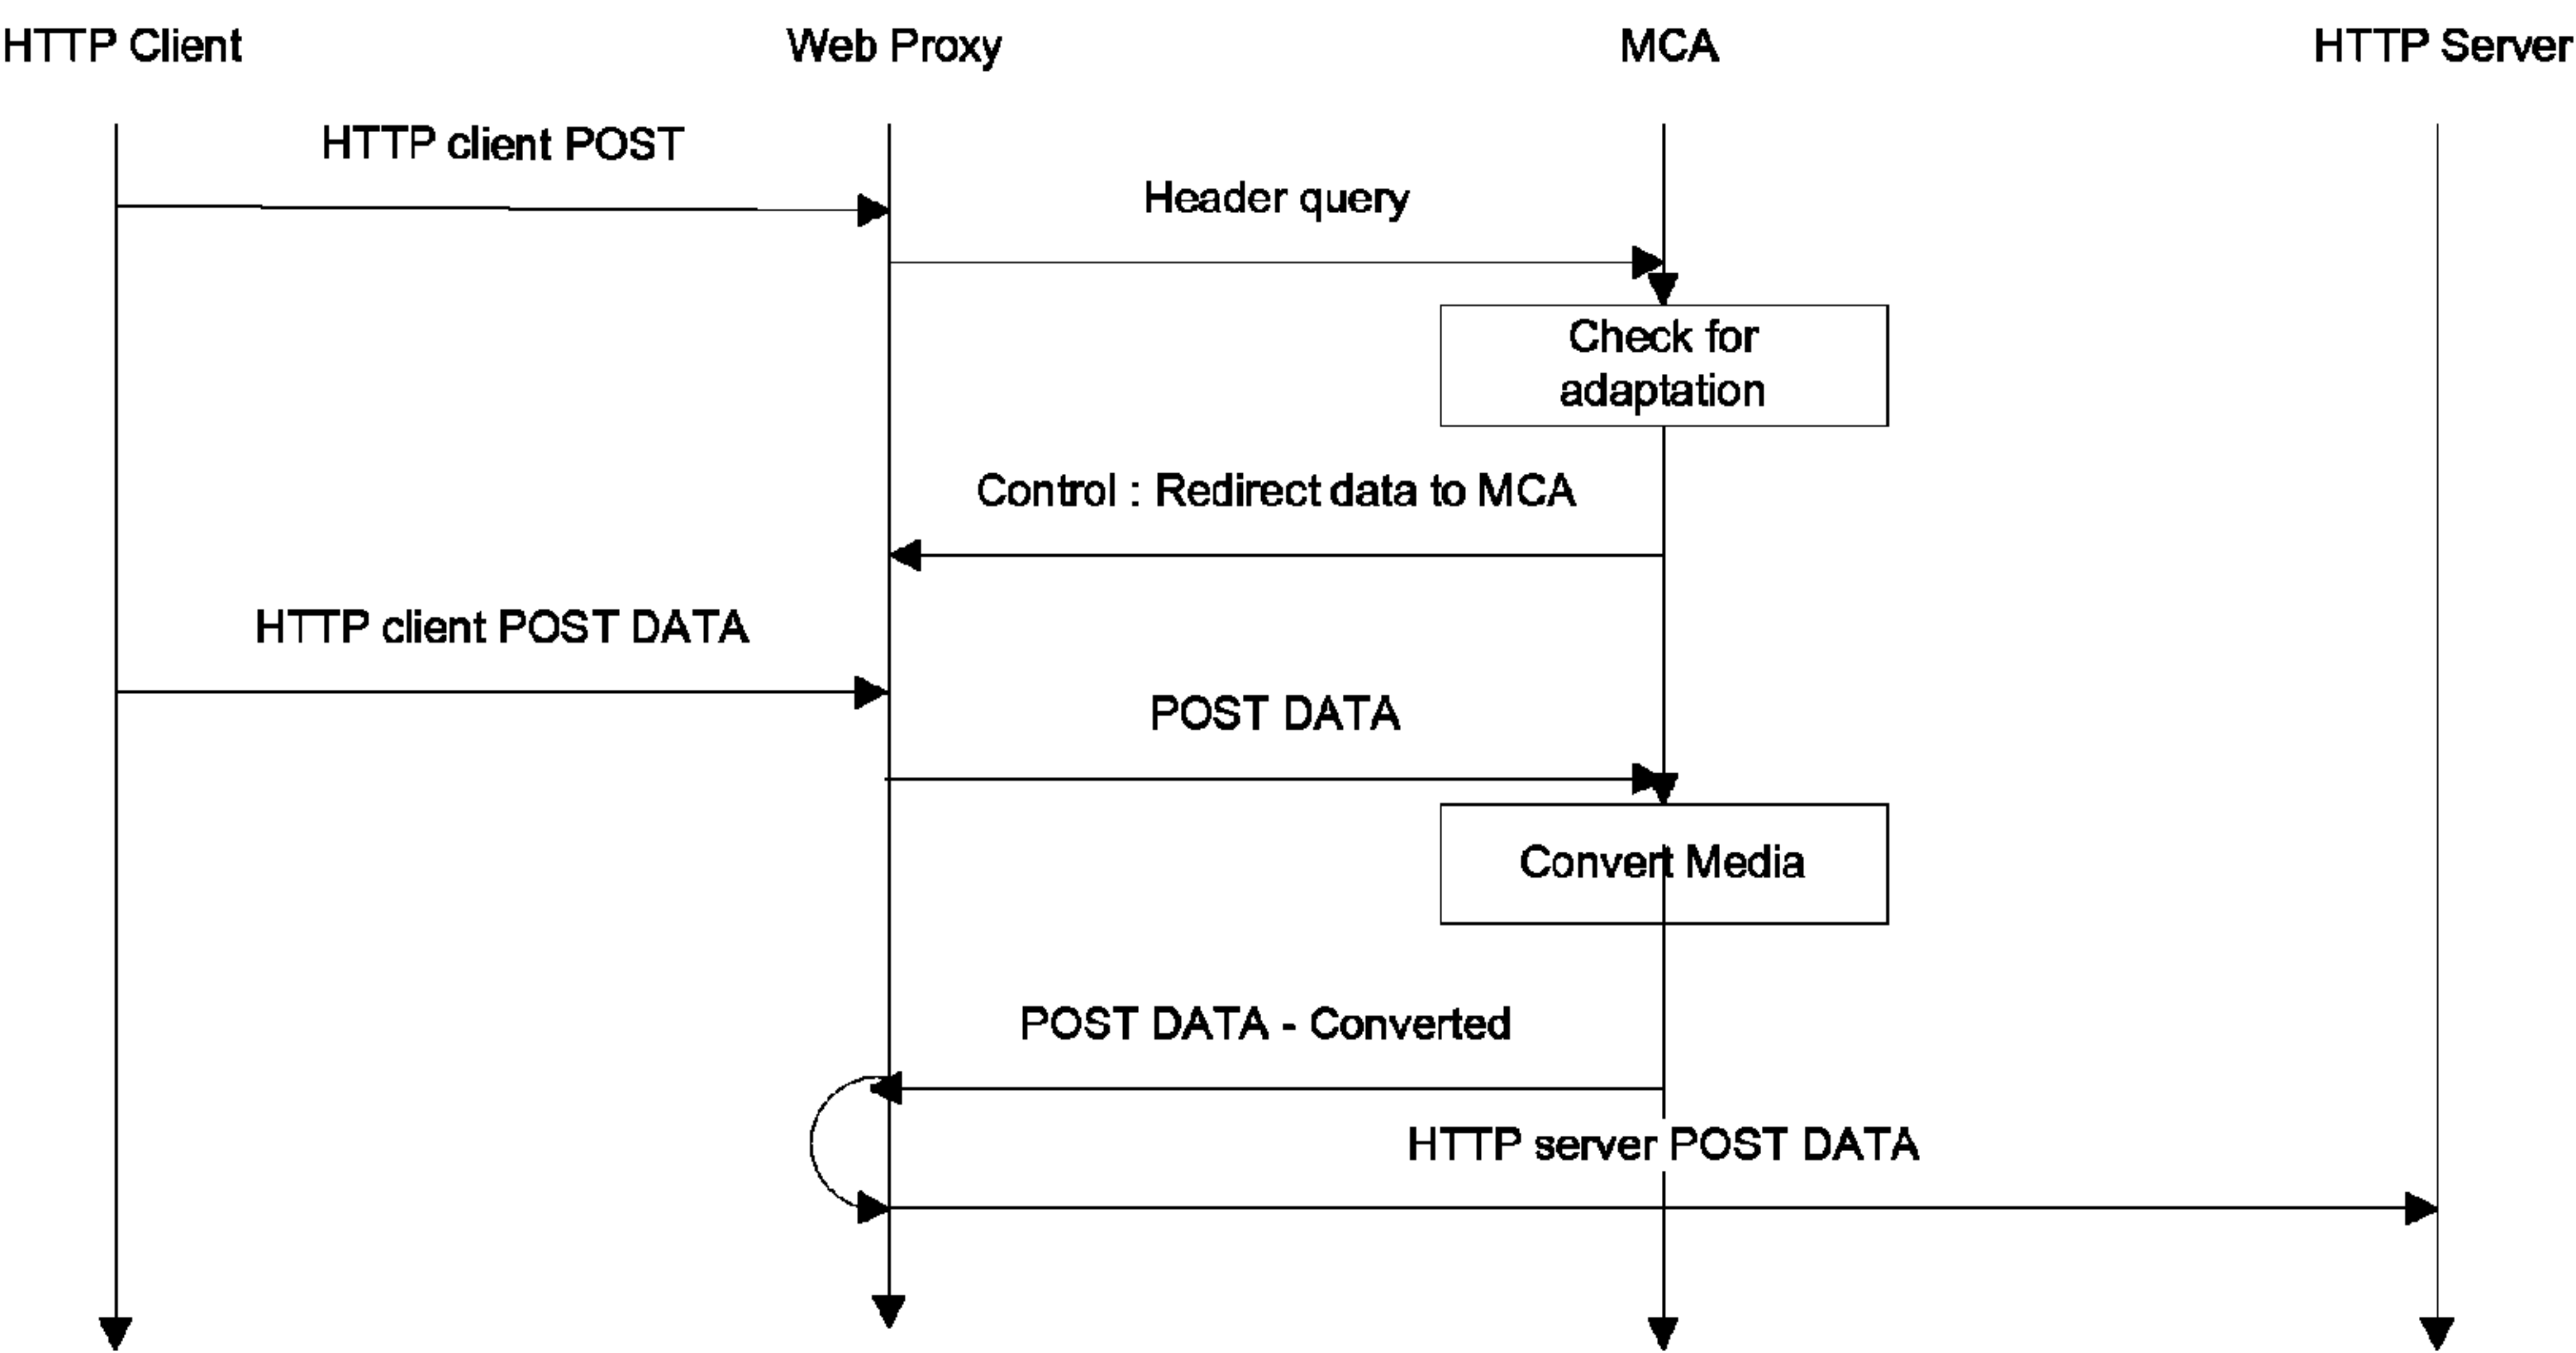 HTTP Client
Web Proxy
MCA
HTTP Server
HTTP client POST
Header query
Check for
adaptation
Control : Redirect data to MCA
HTTP client POST DATA
POST DATA
Convert Media
POST DATA - Converted
HTTP server POST DATA